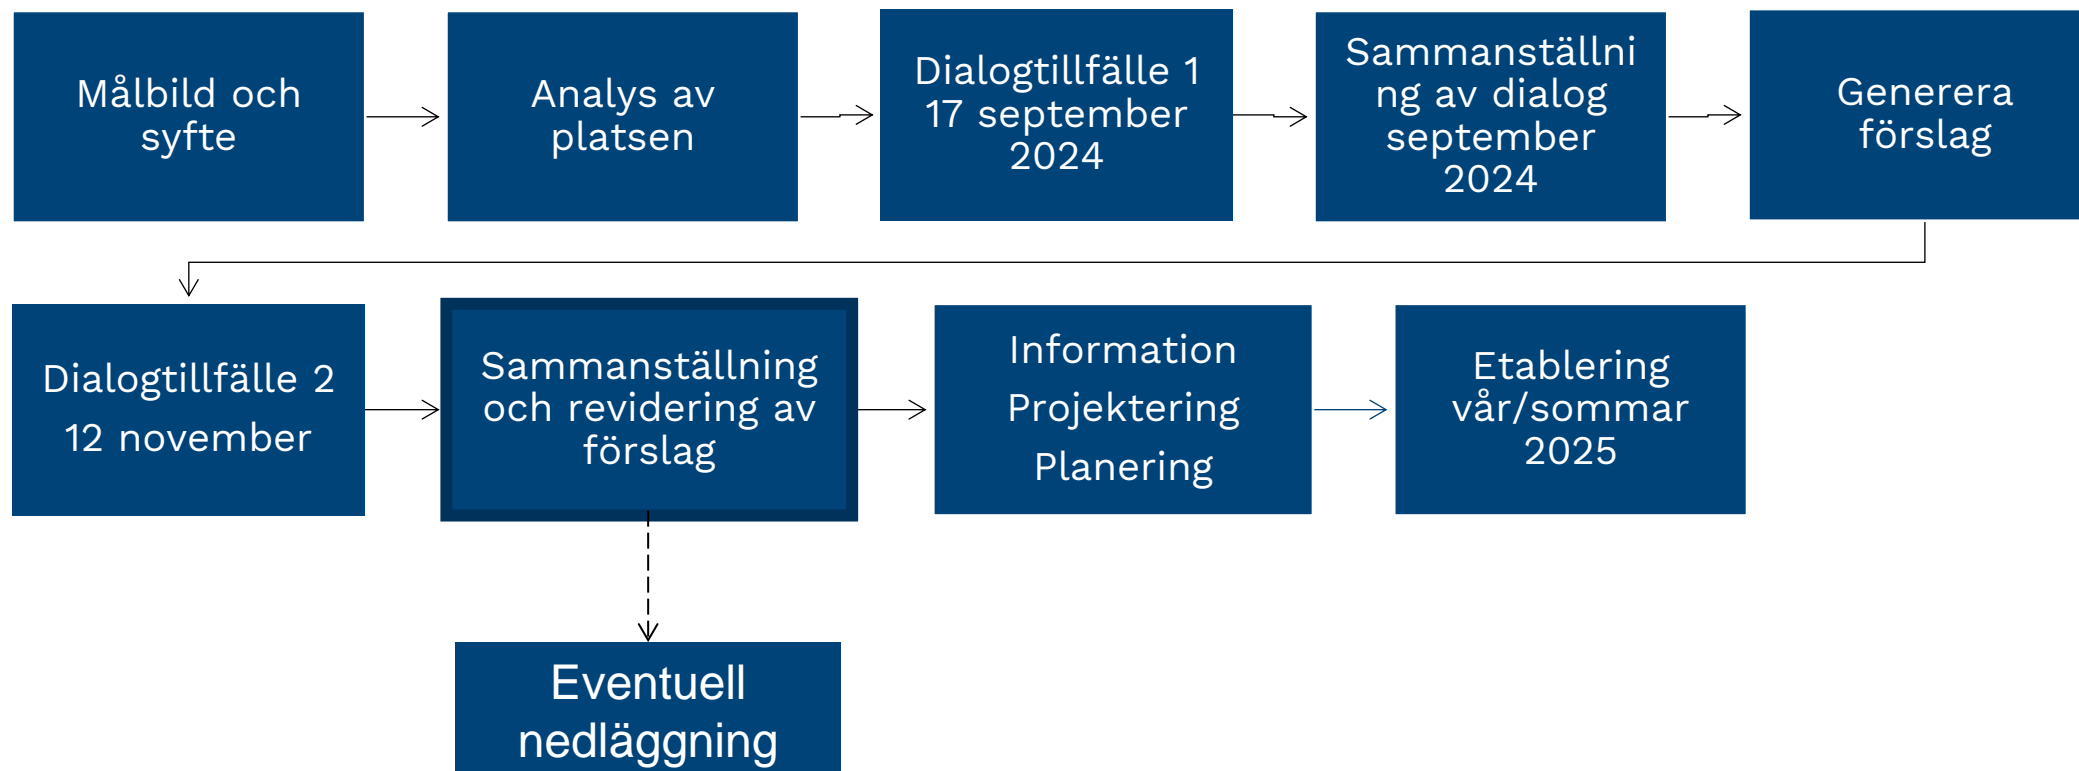 Målbild och
syfte
Analys av
platsen
Dialogtillfälle 1
17 september
2024
Sammanställni
ng av dialog
september
2024
Generera
förslag
Dialogtillfälle 2
12 november
Sammanställning
och revidering av
förslag
Information
Projektering
Planering
Etablering
vår/sommar
2025
Eventuell
nedläggning